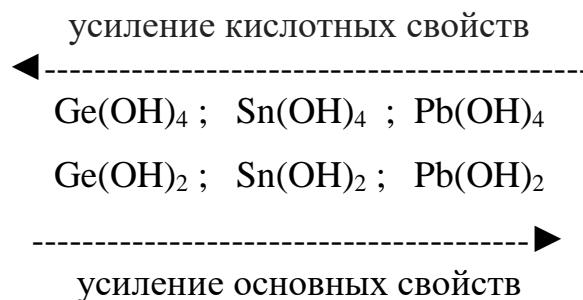 усиление кислотных свойств
Ge(OH)₄ ; Sn(OH)₄ ; Pb(OH)₄
Ge(OH)₂ ; Sn(OH)₂ ; Pb(OH)₂
усиление основных свойств